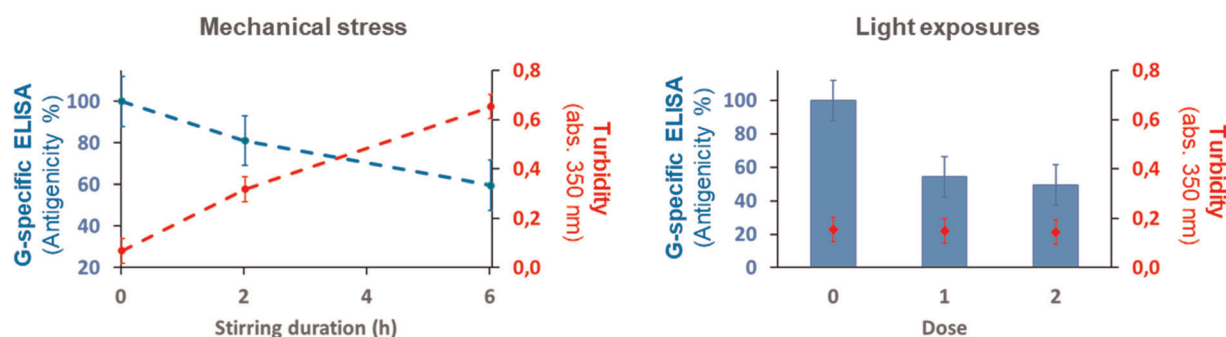 Mechanical stress
G-specific ELISA
(Antigenicity %)
100
80
60
40
20
0,8
0,6
0,4
0,2
0,0
Turbidity
(abs. 350 nm)
0 2 4 6
Stirring duration (h)
Light exposures
G-specific ELISA
(Antigenicity %)
100
80
60
40
20
0
0,8
0,6
0,4
0,2
0,0
Turbidity
(abs. 350 nm)
0 1 2
Dose